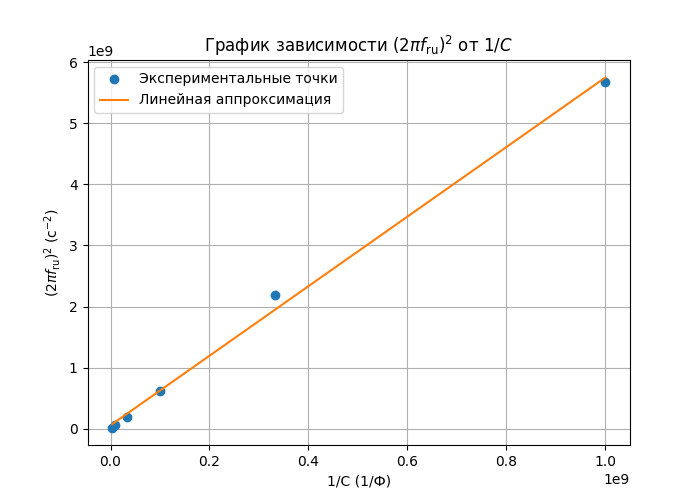 График зависимости (2πf_ru)² от 1/C
1e9
Экспериментальные точки
Линейная аппроксимация
6
5
4
3
2
1
0
(2πf_ru)² (с⁻²)
0.0 0.2 0.4 0.6 0.8 1.0
1e9
1/С (1/Ф)